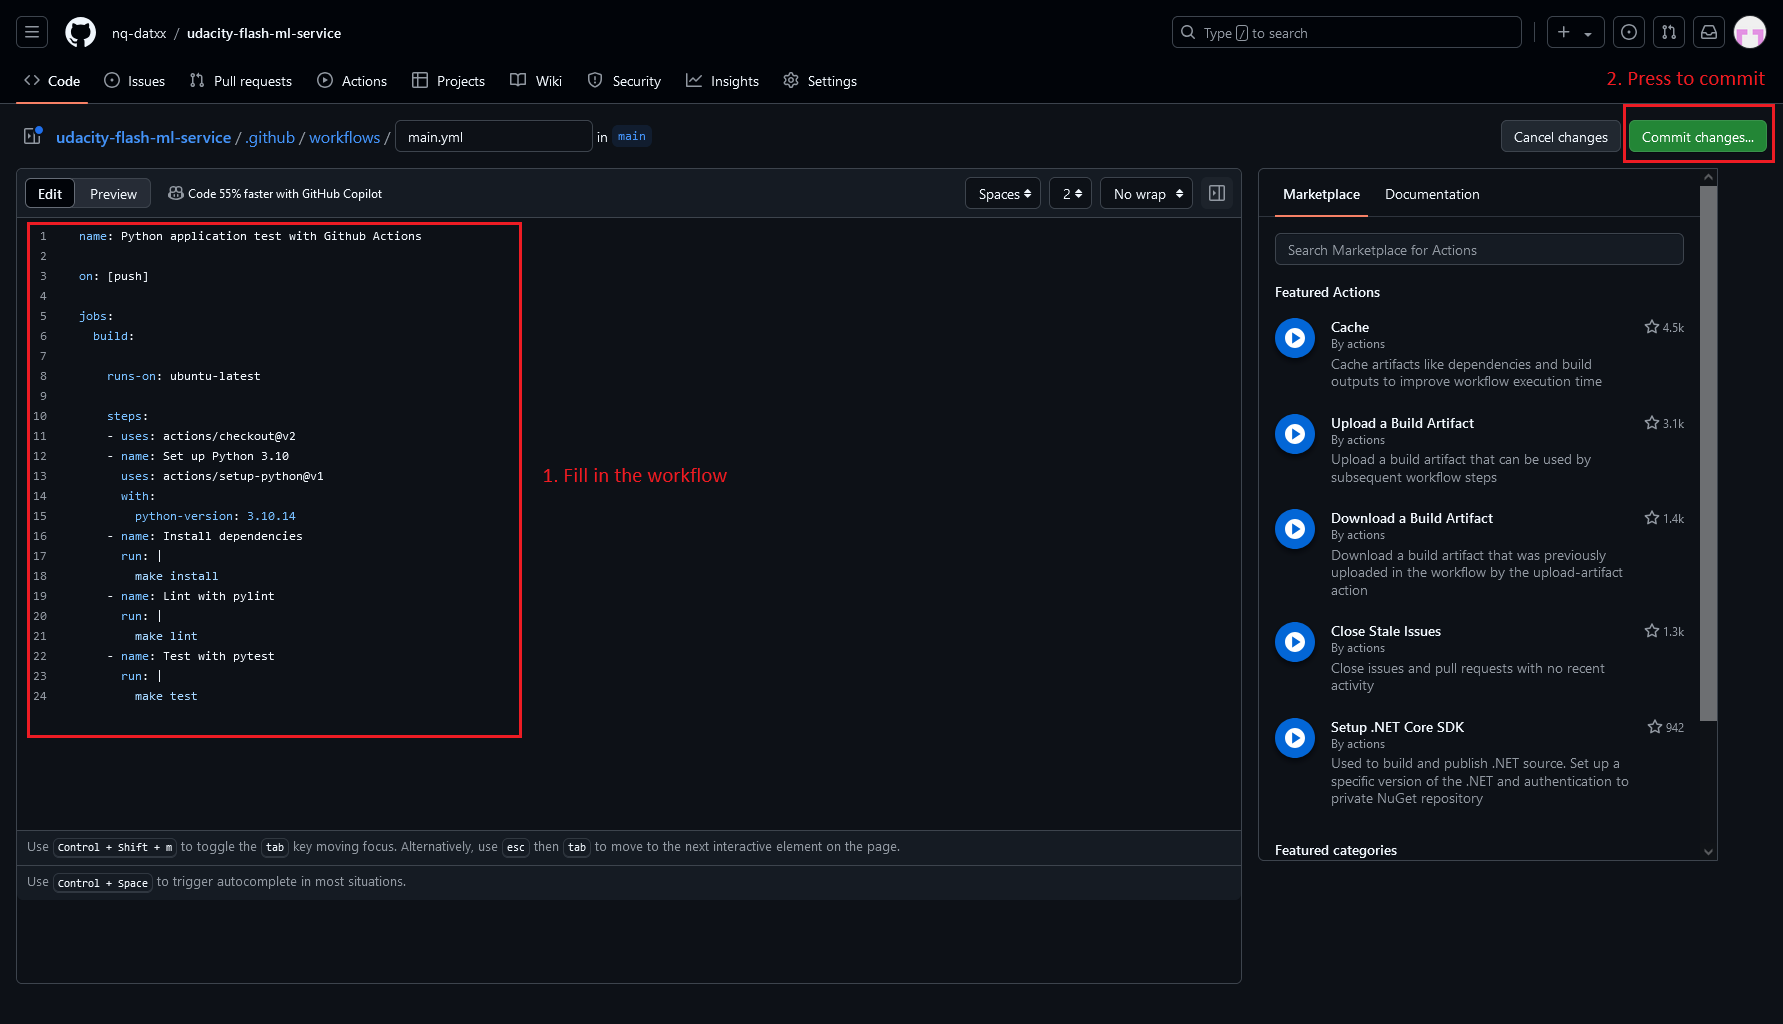 nq-datxx / udacity-flash-ml-service
Type / to search
Code Issues Pull requests Actions Projects Wiki Security Insights Settings
2. Press to commit
udacity-flash-ml-service / .github / workflows / main.yml in main
Cancel changes
Commit changes...
Edit Preview Code 55% faster with GitHub Copilot
Spaces 2 No wrap
1 name: Python application test with Github Actions
2
3 on: [push]
4
5 jobs:
6 build:
7
8 runs-on: ubuntu-latest
9
10 steps:
11 - uses: actions/checkout@v2
12 - name: Set up Python 3.10
13 uses: actions/setup-python@v1
14 with:
15 python-version: 3.10.14
16 - name: Install dependencies
17 run: |
18 make install
19 - name: Lint with pylint
20 run: |
21 make lint
22 - name: Test with pytest
23 run: |
24 make test
1. Fill in the workflow
Use Control + Shift + m to toggle the tab key moving focus. Alternatively, use esc then tab to move to the next interactive element on the page.
Use Control + Space to trigger autocomplete in most situations.
Marketplace Documentation
Search Marketplace for Actions
Featured Actions
Cache 4.5k
By actions
Cache artifacts like dependencies and build
outputs to improve workflow execution time
Upload a Build Artifact 3.1k
By actions
Upload a build artifact that can be used by
subsequent workflow steps
Download a Build Artifact 1.4k
By actions
Download a build artifact that was previously
uploaded in the workflow by the upload-artifact
action
Close Stale Issues 1.3k
By actions
Close issues and pull requests with no recent
activity
Setup .NET Core SDK 942
By actions
Used to build and publish .NET source. Set up a
specific version of the .NET and authentication to
private NuGet repository
Featured categories